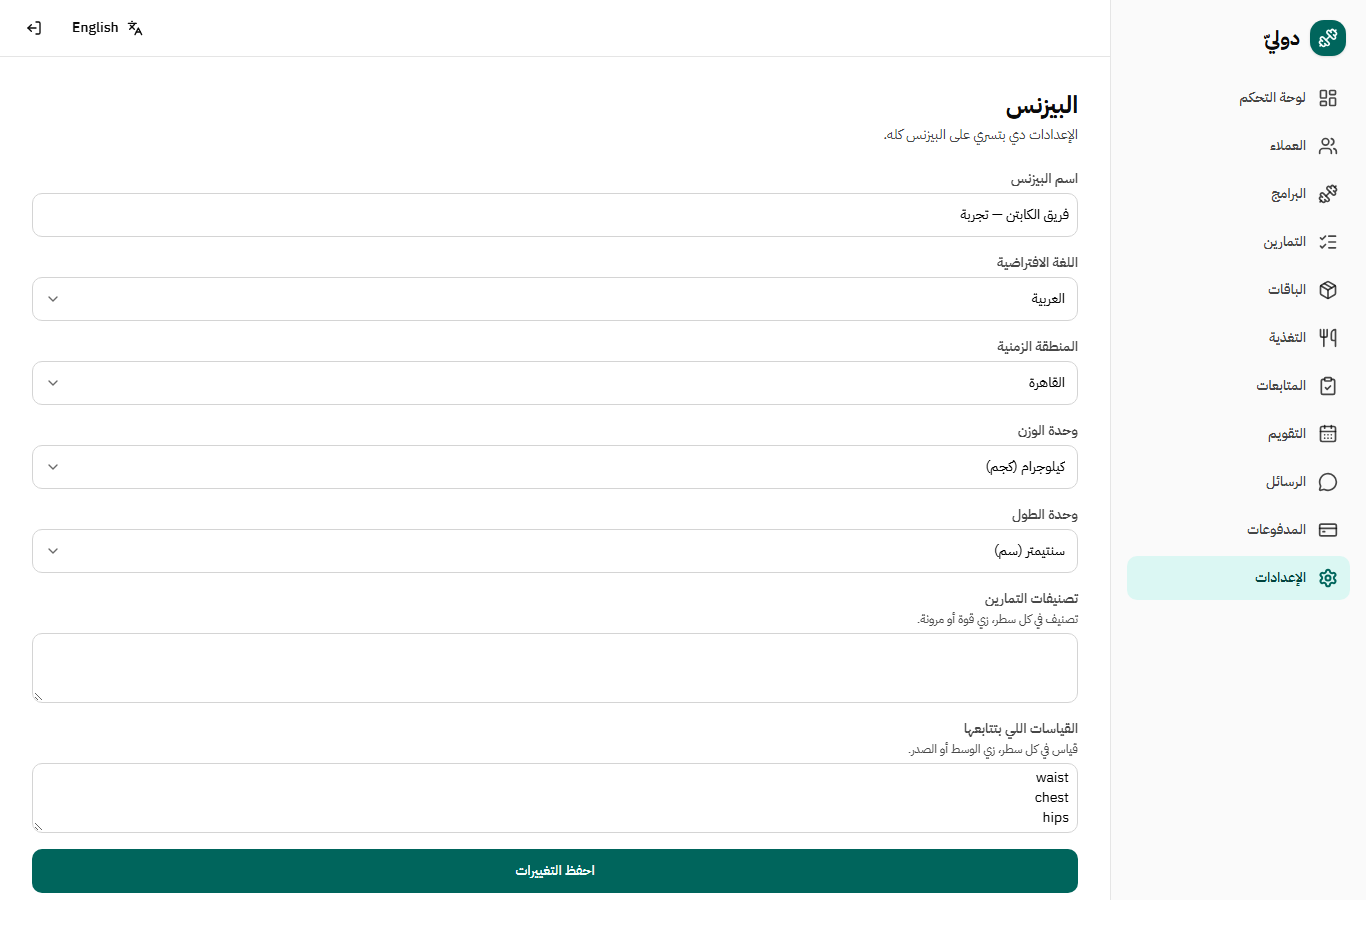 دوليّ
لوحة التحكم
العملاء
البرامج
التمارين
الباقات
التغذية
المتابعات
التقويم
الرسائل
المدفوعات
الإعدادات
English
البيزنس
الإعدادات دي بتسري على البيزنس كله.
اسم البيزنس
فريق الكابتن — تجربة
اللغة الافتراضية
العربية
المنطقة الزمنية
القاهرة
وحدة الوزن
كيلوجرام (كجم)
وحدة الطول
سنتيمتر (سم)
تصنيفات التمارين
تصنيف في كل سطر، زي قوة أو مرونة.
القياسات اللي بتتابعها
قياس في كل سطر، زي الوسط أو الصدر.
waist
chest
hips
احفظ التغييرات